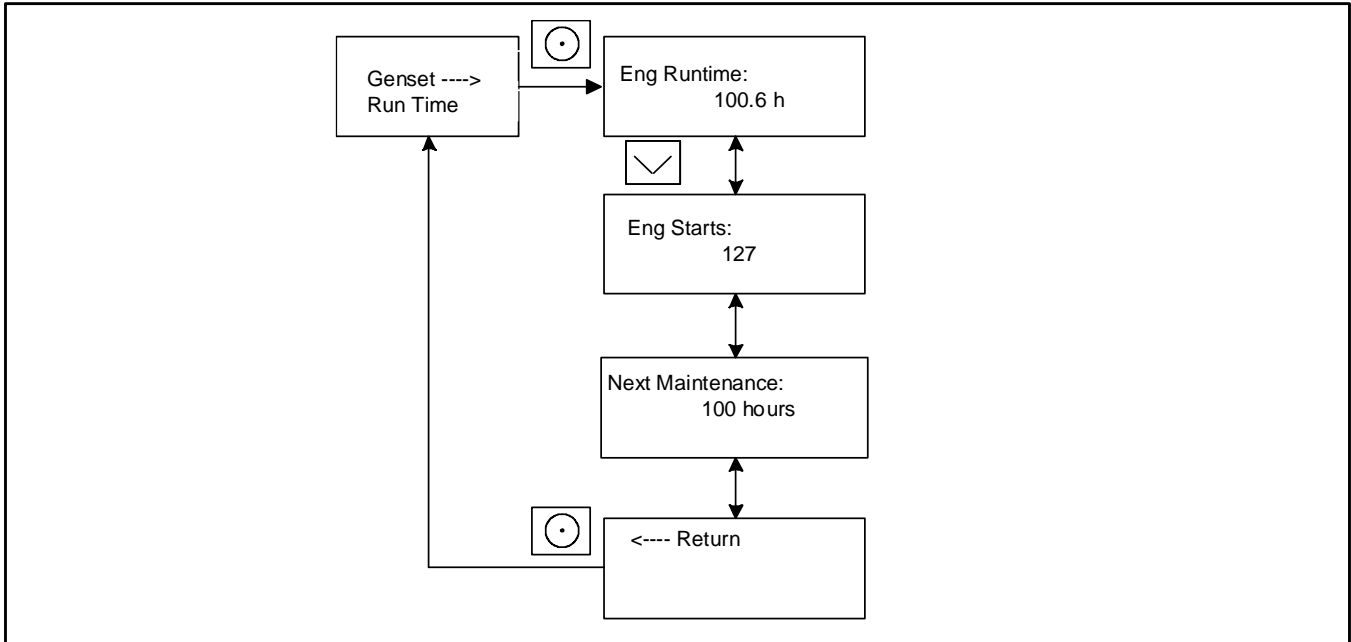 Genset ---->
Run Time
Eng Runtime:
100.6 h
Eng Starts:
127
Next Maintenance:
100 hours
<---- Return